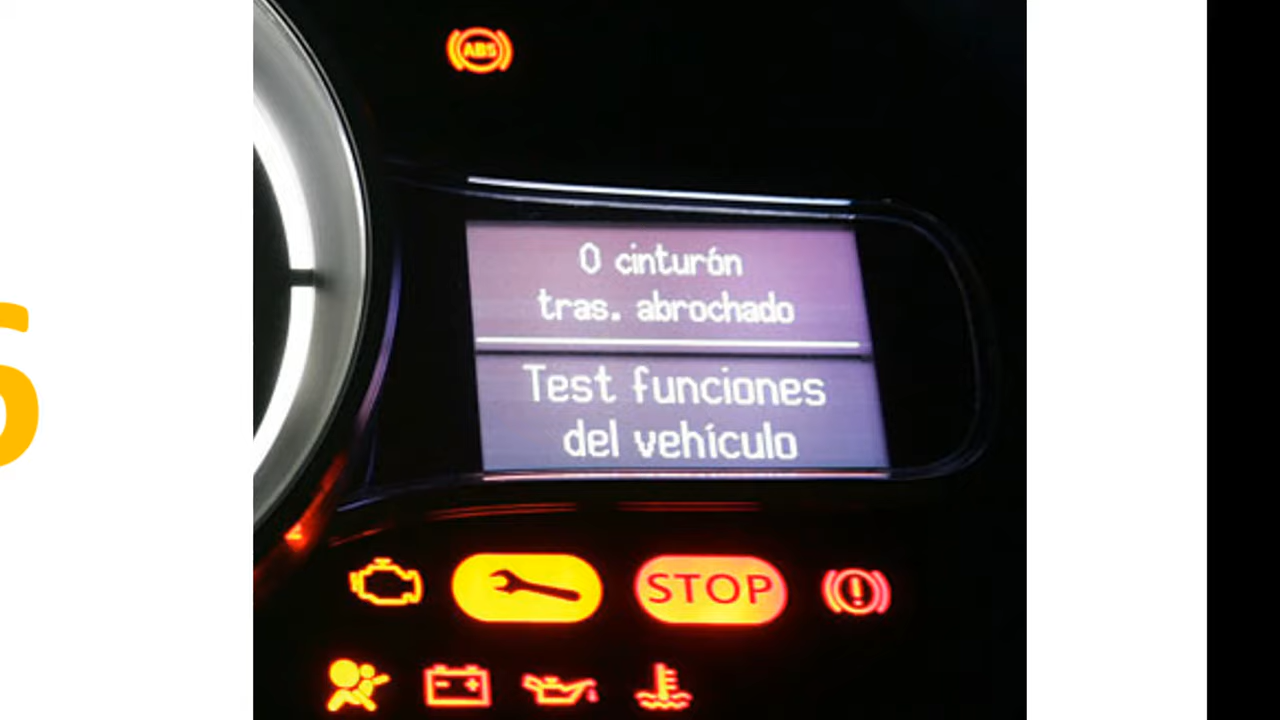 ABS
0 cinturón
tras. abrochado
Test funciones
del vehículo
STOP